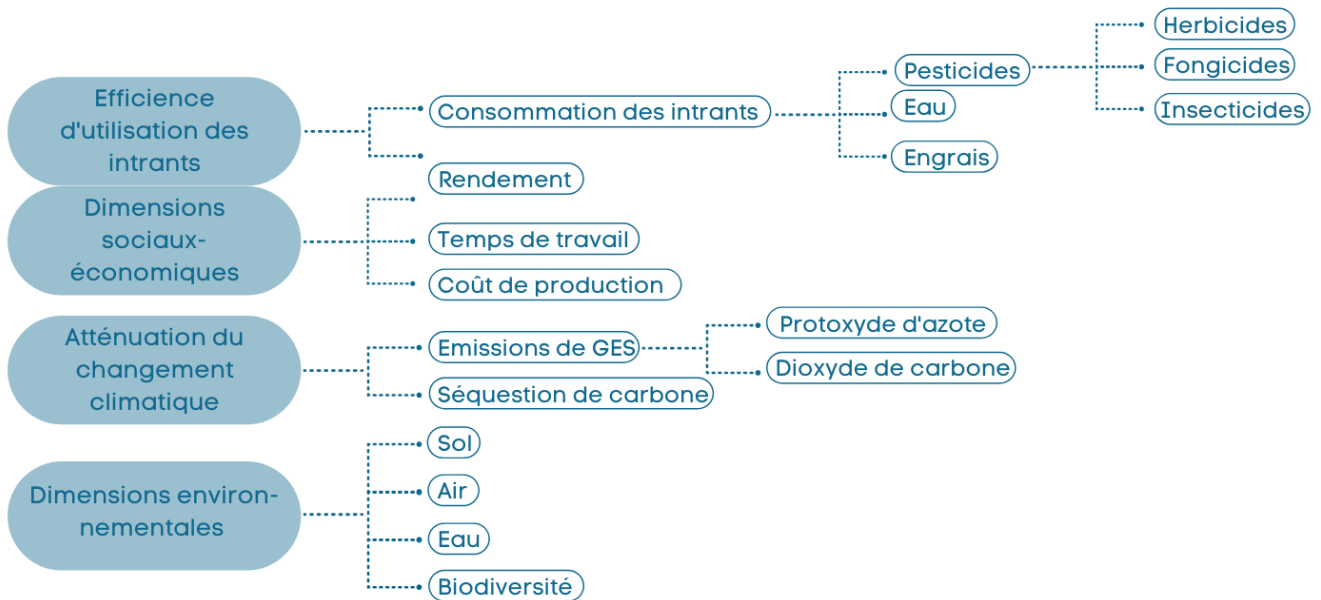 Efficience
d'utilisation des
intrants
Consommation des intrants
Pesticides
Herbicides
Fongicides
Insecticides
Eau
Engrais
Rendement
Dimensions
sociaux-
économiques
Temps de travail
Coût de production
Atténuation du
changement
climatique
Emissions de GES
Protoxyde d'azote
Dioxyde de carbone
Séquestion de carbone
Dimensions environ-
nementales
Sol
Air
Eau
Biodiversité